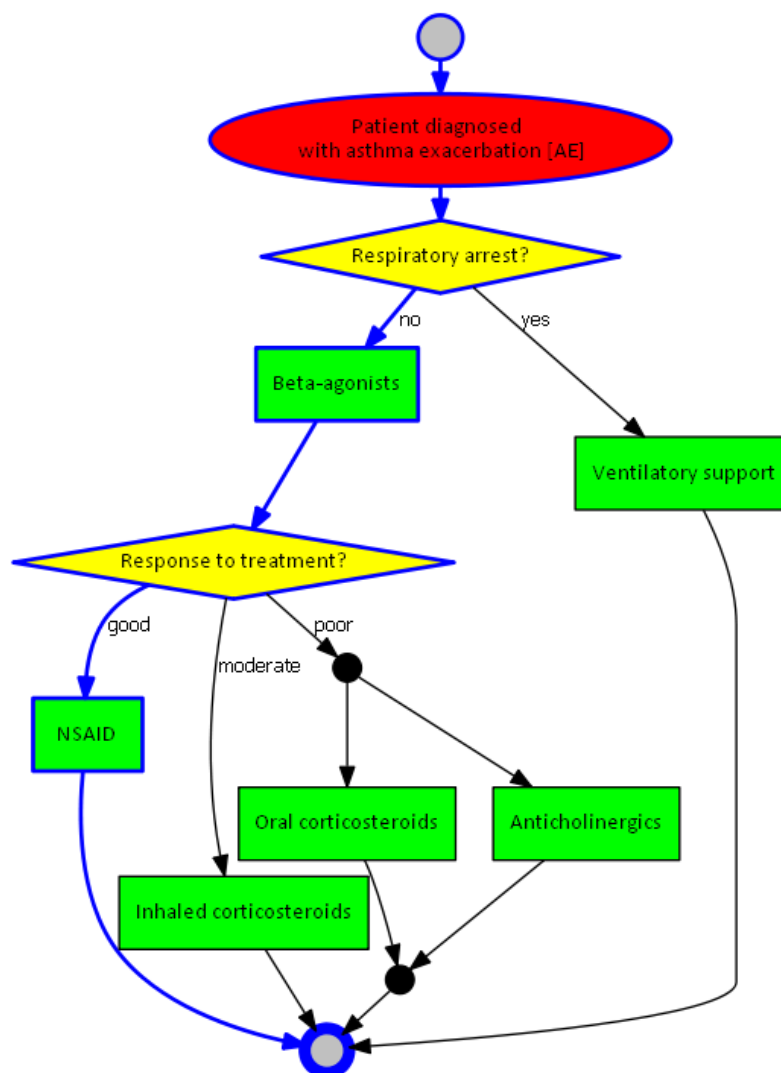 Patient diagnosed
with asthma exacerbation [AE]
Respiratory arrest?
no
yes
Beta-agonists
Ventilatory support
Response to treatment?
good
moderate
poor
NSAID
Oral corticosteroids
Anticholinergics
Inhaled corticosteroids